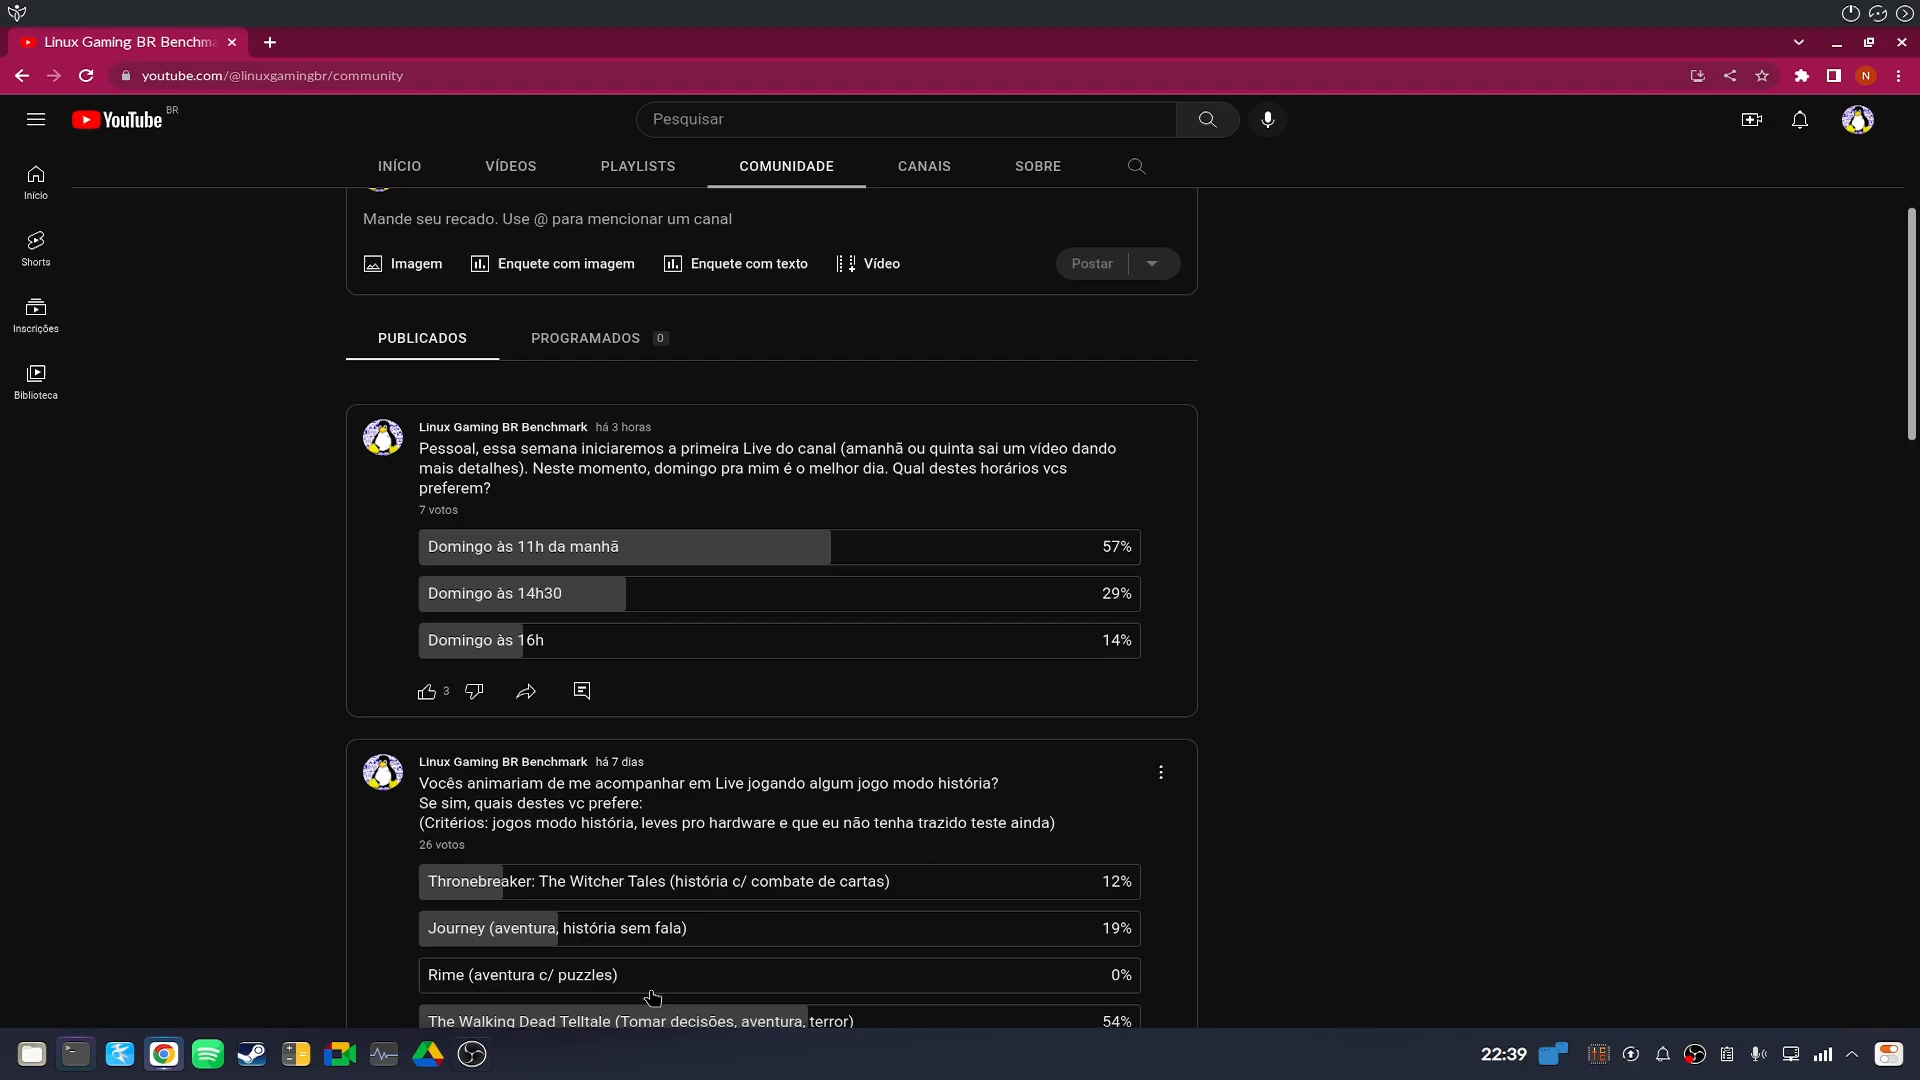 Linux Gaming BR Benchma
youtube.com/@linuxgamingbr/community
N
YouTube BR
Pesquisar
INÍCIO VÍDEOS PLAYLISTS COMUNIDADE CANAIS SOBRE
Início
Shorts
Inscrições
Biblioteca
Mande seu recado. Use @ para mencionar um canal
Imagem Enquete com imagem Enquete com texto Vídeo Postar
PUBLICADOS PROGRAMADOS 0
Linux Gaming BR Benchmark há 3 horas
Pessoal, essa semana iniciaremos a primeira Live do canal (amanhã ou quinta sai um vídeo dando
mais detalhes). Neste momento, domingo pra mim é o melhor dia. Qual destes horários vcs
preferem?
7 votos
Domingo às 11h da manhã 57%
Domingo às 14h30 29%
Domingo às 16h 14%
3
Linux Gaming BR Benchmark há 7 dias
Vocês animariam de me acompanhar em Live jogando algum jogo modo história?
Se sim, quais destes vc prefere:
(Critérios: jogos modo história, leves pro hardware e que eu não tenha trazido teste ainda)
26 votos
Thronebreaker: The Witcher Tales (história c/ combate de cartas) 12%
Journey (aventura, história sem fala) 19%
Rime (aventura c/ puzzles) 0%
The Walking Dead Telltale (Tomar decisões, aventura, terror) 54%
22:39